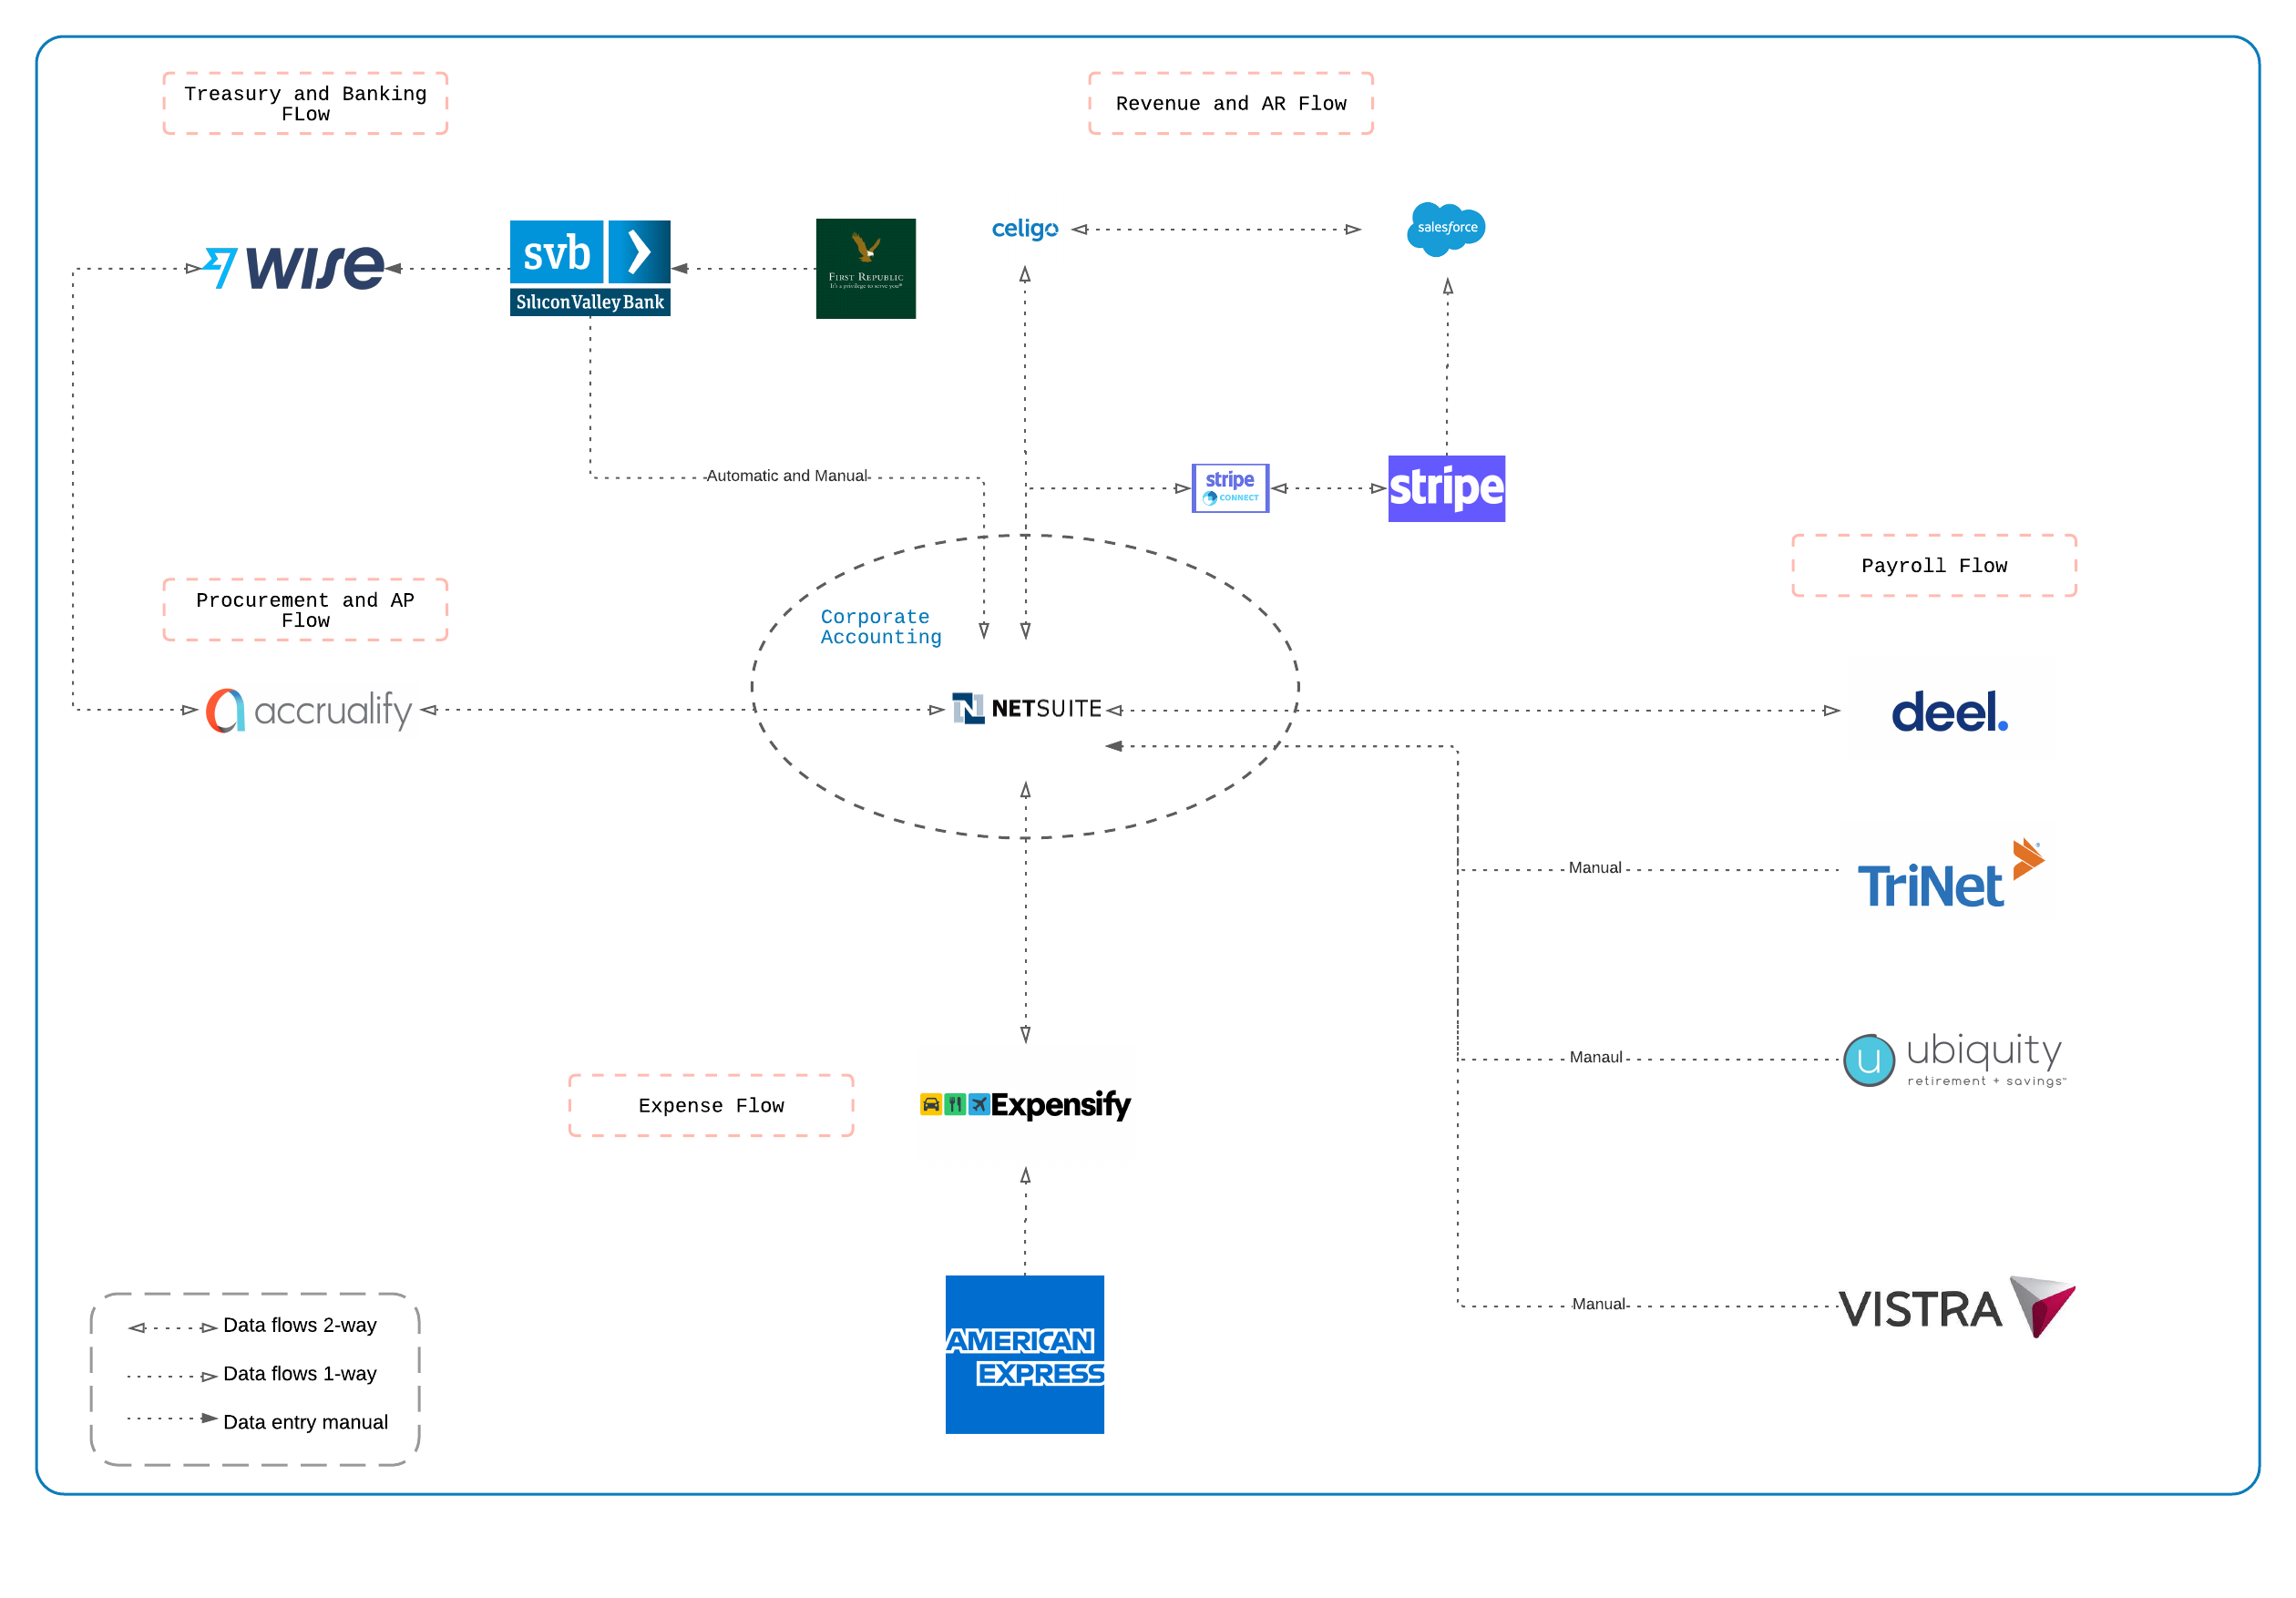 Treasury and Banking
FLow
Revenue and AR Flow
WISE
svb
Silicon Valley Bank
FIRST REPUBLIC
It's a privilege to serve you®
celigo
salesforce
Automatic and Manual
stripe
CONNECT
stripe
Payroll Flow
Procurement and AP
Flow
Corporate
Accounting
accrualify
N NETSUITE
deel.
Manual
TriNet
®
Manaul
u ubiquity
retirement + savings™
Expense Flow
Expensify
Manual
VISTRA
AMERICAN
EXPRESS
Data flows 2-way
Data flows 1-way
Data entry manual